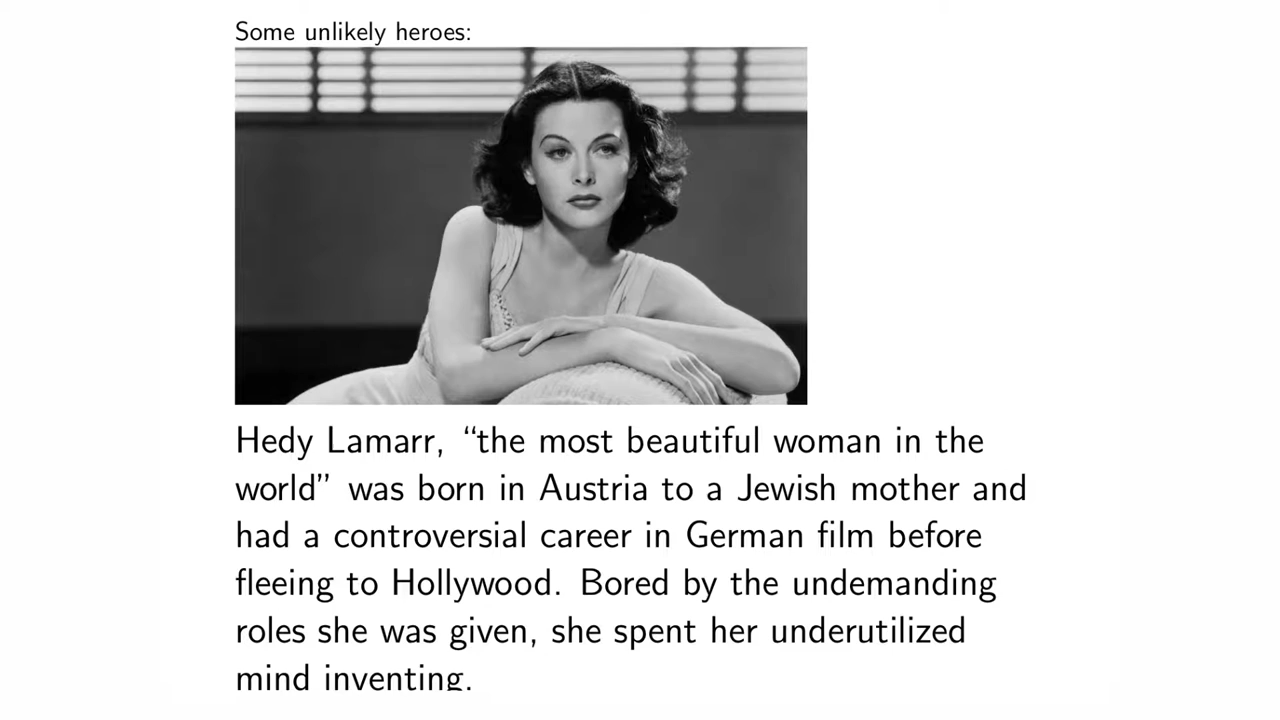 Some unlikely heroes:
Hedy Lamarr, “the most beautiful woman in the
world” was born in Austria to a Jewish mother and
had a controversial career in German film before
fleeing to Hollywood. Bored by the undemanding
roles she was given, she spent her underutilized
mind inventing.